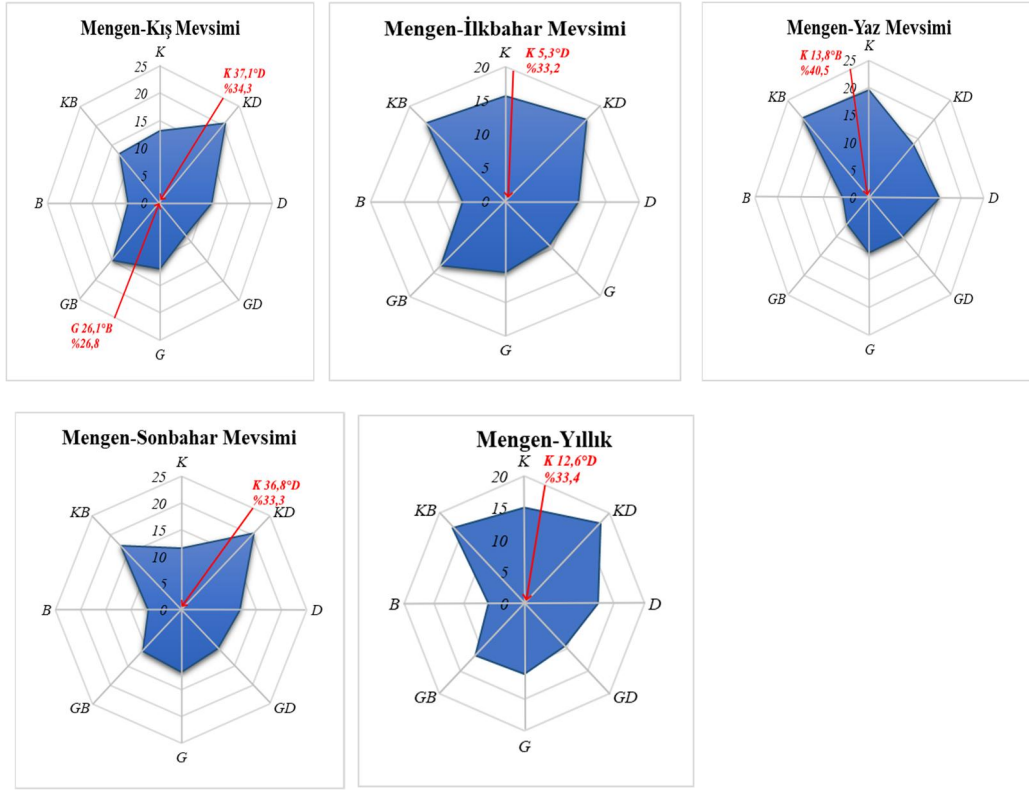 Mengen-Kış Mevsimi
K
25
20
15
10
5
0
KB
KD
B
D
GB
GD
G
K 37,1°D
%34,3
G 26,1°B
%26,8
Mengen-İlkbahar Mevsimi
K
20
15
10
5
0
KB
KD
B
D
GB
G
G
K 5,3°D
%33,2
Mengen-Yaz Mevsimi
K
25
20
15
10
5
0
KB
KD
B
D
GB
GD
G
K 13,8°B
%40,5
Mengen-Sonbahar Mevsimi
K
25
20
15
10
5
0
KB
KD
B
D
GB
GD
G
K 36,8°D
%33,3
Mengen-Yıllık
K
20
15
10
5
0
KB
KD
B
D
GB
GD
G
K 12,6°D
%33,4